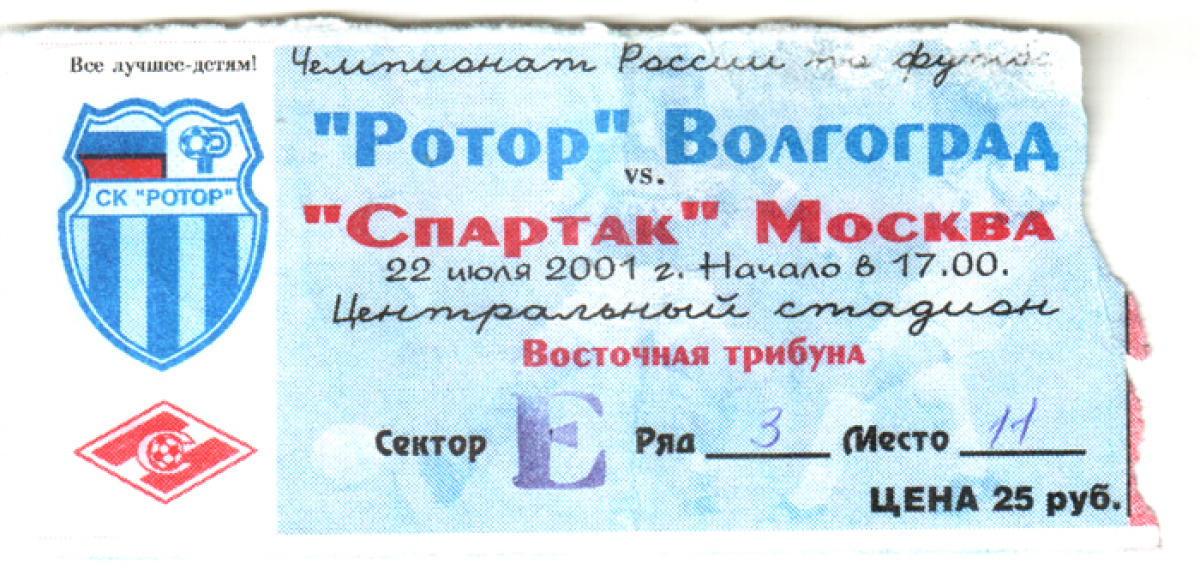 Все лучшее-детям!
Чемпионат России по
"Ротор" Волгоград
vs.
СК "РОТОР"
"Спартак" Москва
22 июля 2001 г. Начало в 17.00.
Центральный стадион
Восточная трибуна
Сектор Е Ряд 3 Место 11
ЦЕНА 25 руб.